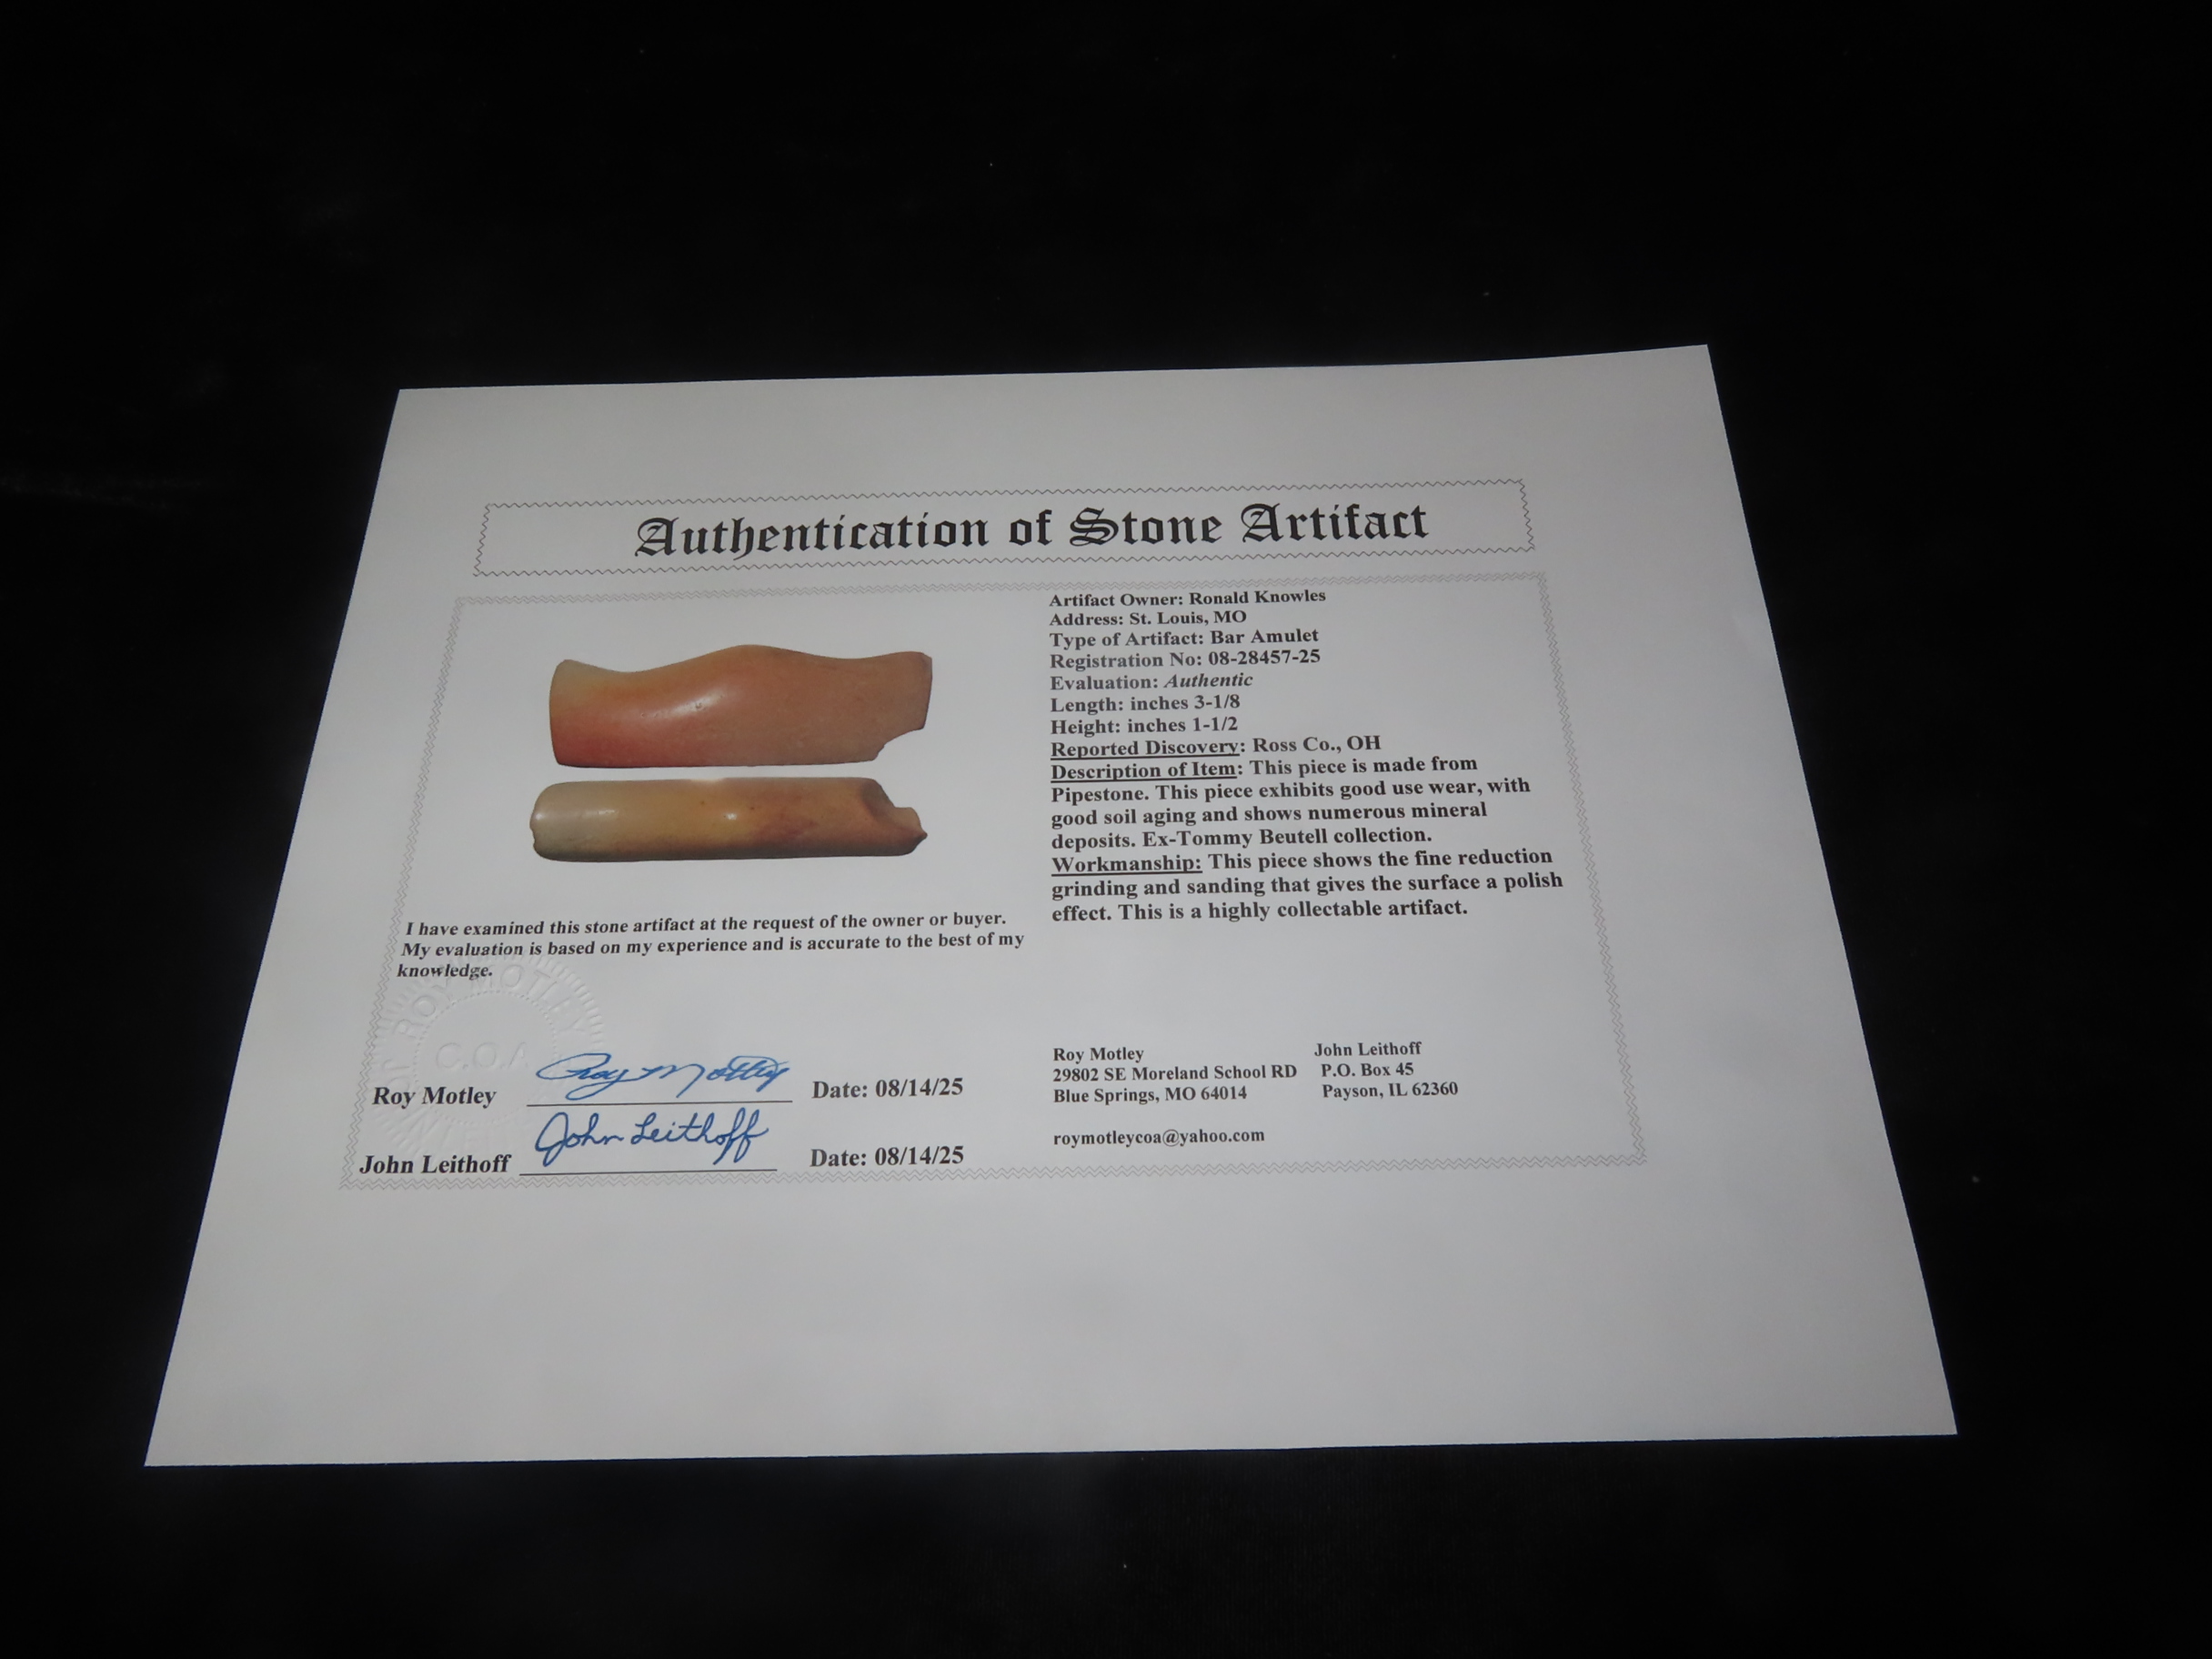 Authentication of Stone Artifact
Artifact Owner: Ronald Knowles
Address: St. Louis, MO
Type of Artifact: Bar Amulet
Registration No: 08-28457-25
Evaluation: Authentic
Length: inches 3-1/8
Height: inches 1-1/2
Reported Discovery: Ross Co., OH
Description of Item: This piece is made from
Pipestone. This piece exhibits good use wear, with
good soil aging and shows numerous mineral
deposits. Ex-Tommy Beutell collection.
Workmanship: This piece shows the fine reduction
grinding and sanding that gives the surface a polish
effect. This is a highly collectable artifact.
I have examined this stone artifact at the request of the owner or buyer.
My evaluation is based on my experience and is accurate to the best of my
knowledge.
ROY MOTLEY
C.O.A
Roy Motley Roy Motley Date: 08/14/25
John Leithoff John Leithoff Date: 08/14/25
Roy Motley
29802 SE Moreland School RD
Blue Springs, MO 64014
roymotleycoa@yahoo.com
John Leithoff
P.O. Box 45
Payson, IL 62360